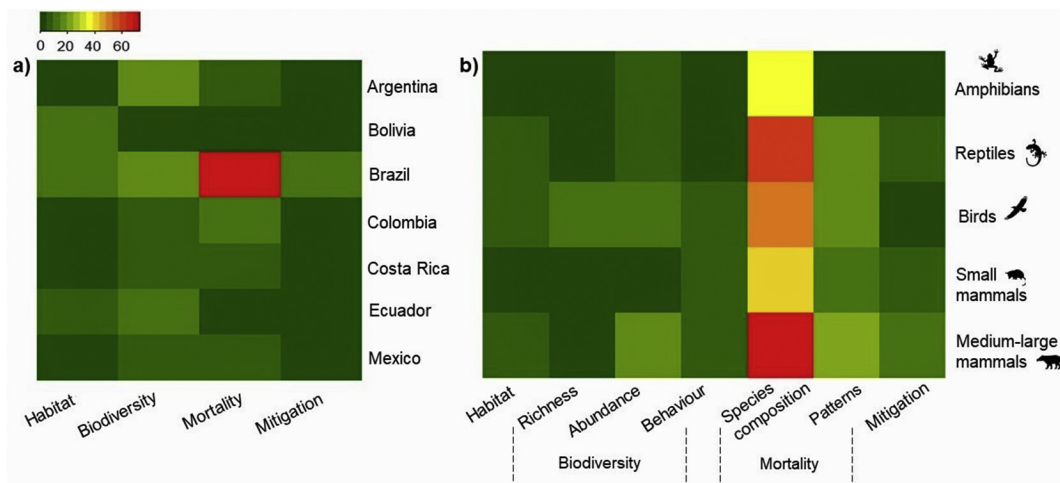 0 20 40 60
a)
Argentina
Bolivia
Brazil
Colombia
Costa Rica
Ecuador
Mexico
Habitat
Biodiversity
Mortality
Mitigation
b)
Amphibians
Reptiles
Birds
Small
mammals
Medium-large
mammals
Habitat
Richness
Abundance
Behaviour
Species
composition
Patterns
Mitigation
Biodiversity
Mortality